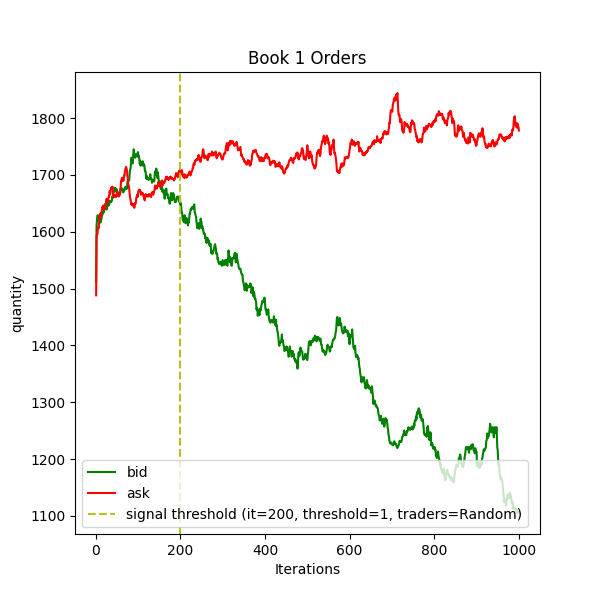 Book 1 Orders
quantity
1800
1700
1600
1500
1400
1300
1200
1100
bid
ask
signal threshold (it=200, threshold=1, traders=Random)
0 200 400 600 800 1000
Iterations